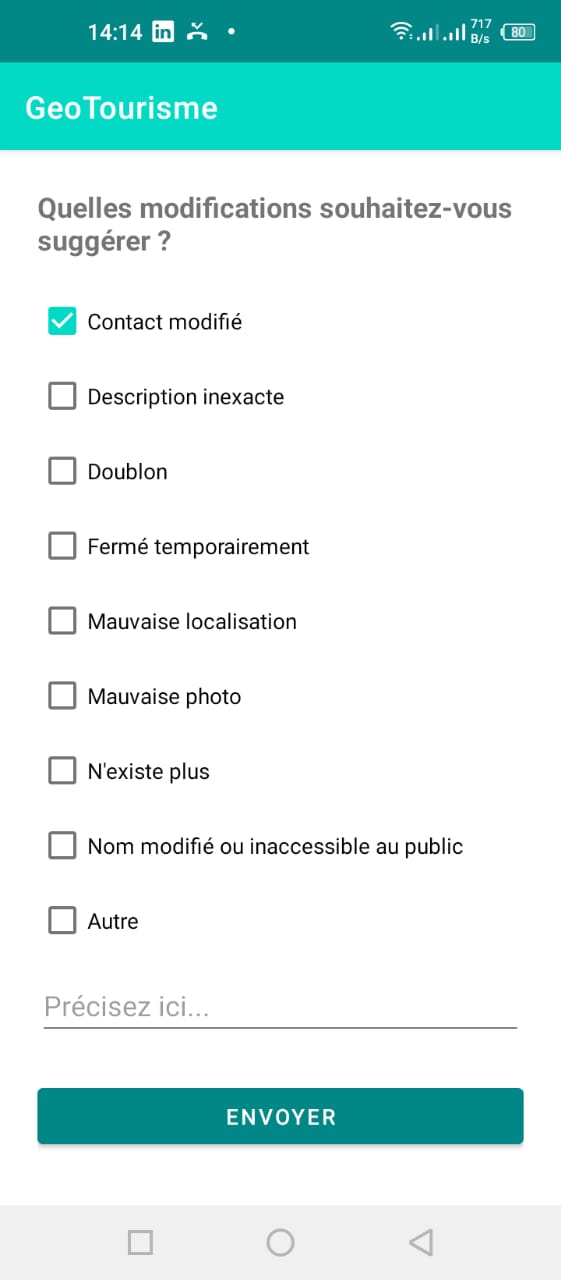 14:14 in 717 B/s 80
GeoTourisme
Quelles modifications souhaitez-vous
suggérer ?
Contact modifié
Description inexacte
Doublon
Fermé temporairement
Mauvaise localisation
Mauvaise photo
N'existe plus
Nom modifié ou inaccessible au public
Autre
Précisez ici...
ENVOYER